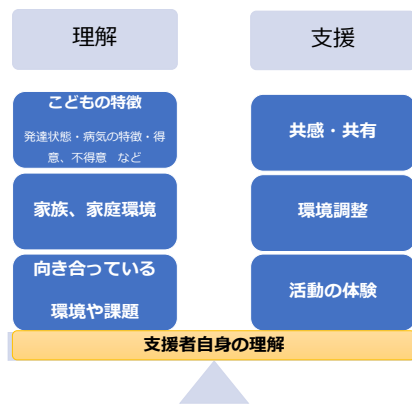 理解
支援
こどもの特徴
発達状態・病気の特徴・得
意、不得意　など
家族、家庭環境
向き合っている
環境や課題
共感・共有
環境調整
活動の体験
支援者自身の理解